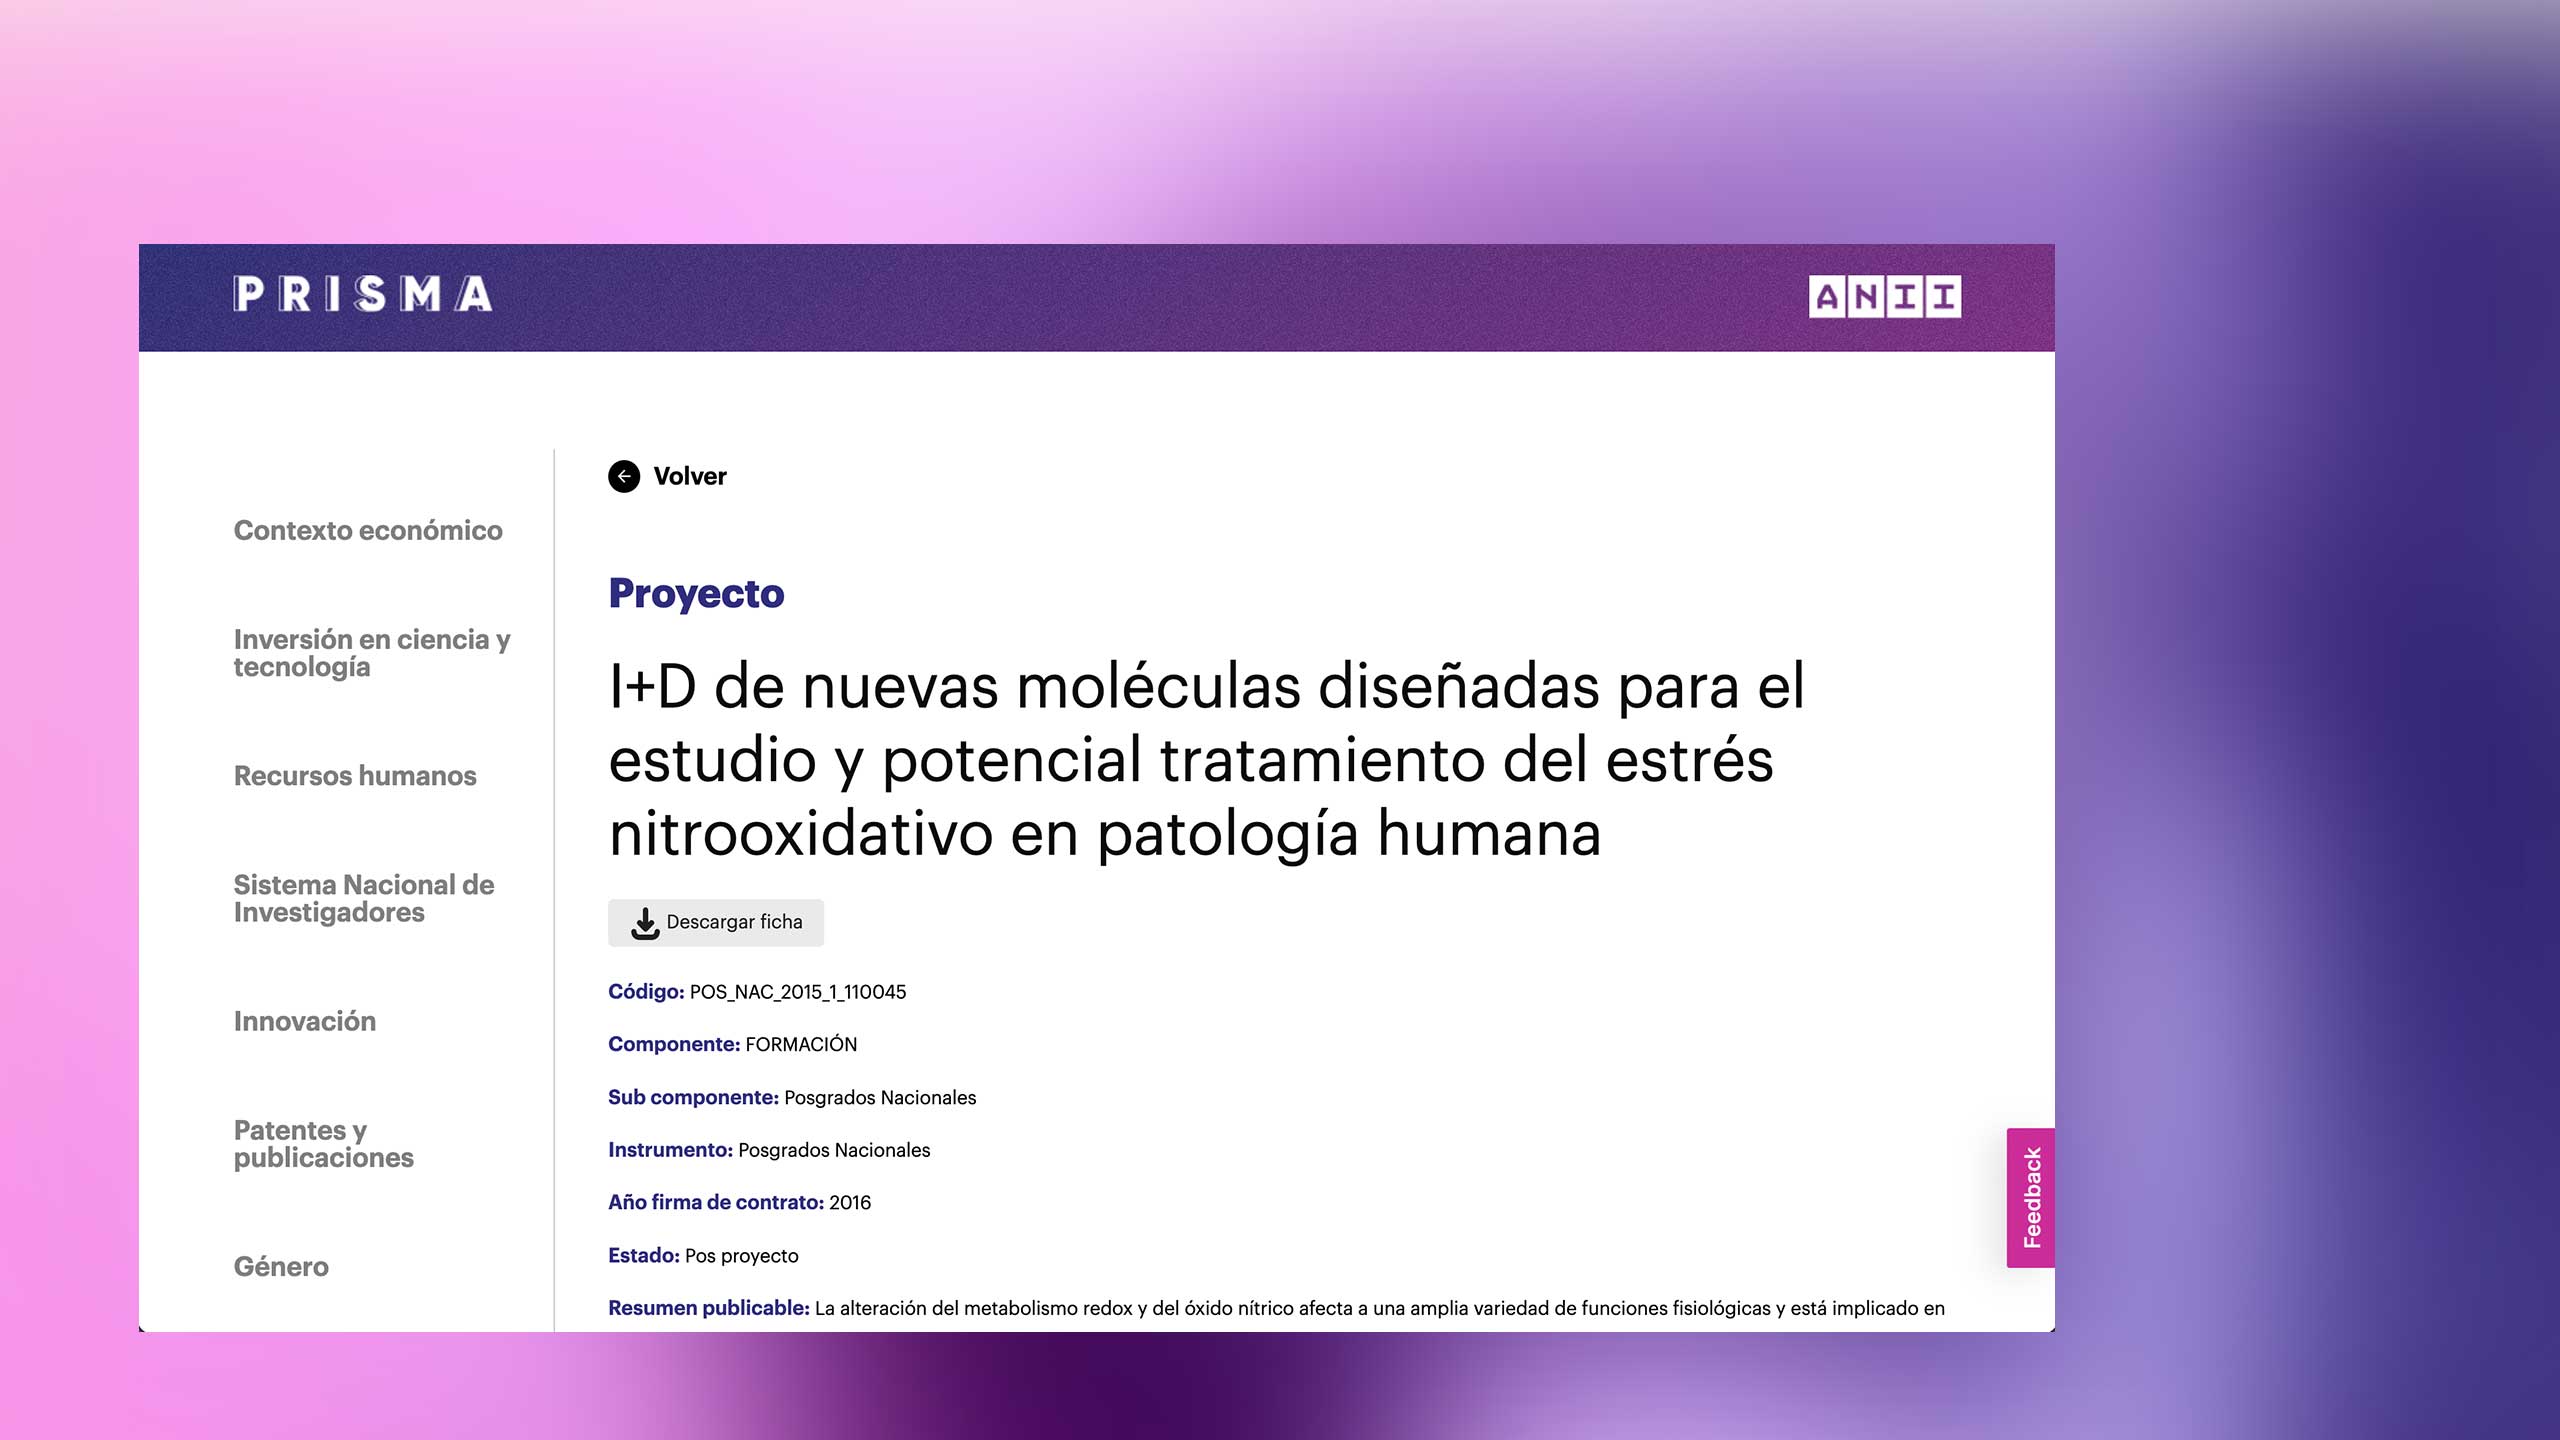 PRISMA
ANII
Contexto económico
Inversión en ciencia y
tecnología
Recursos humanos
Sistema Nacional de
Investigadores
Innovación
Patentes y
publicaciones
Género
Volver
Proyecto
I+D de nuevas moléculas diseñadas para el
estudio y potencial tratamiento del estrés
nitrooxidativo en patología humana
Descargar ficha
Código: POS_NAC_2015_1_110045
Componente: FORMACIÓN
Sub componente: Posgrados Nacionales
Instrumento: Posgrados Nacionales
Año firma de contrato: 2016
Estado: Pos proyecto
Resumen publicable: La alteración del metabolismo redox y del óxido nítrico afecta a una amplia variedad de funciones fisiológicas y está implicado en
Feedback